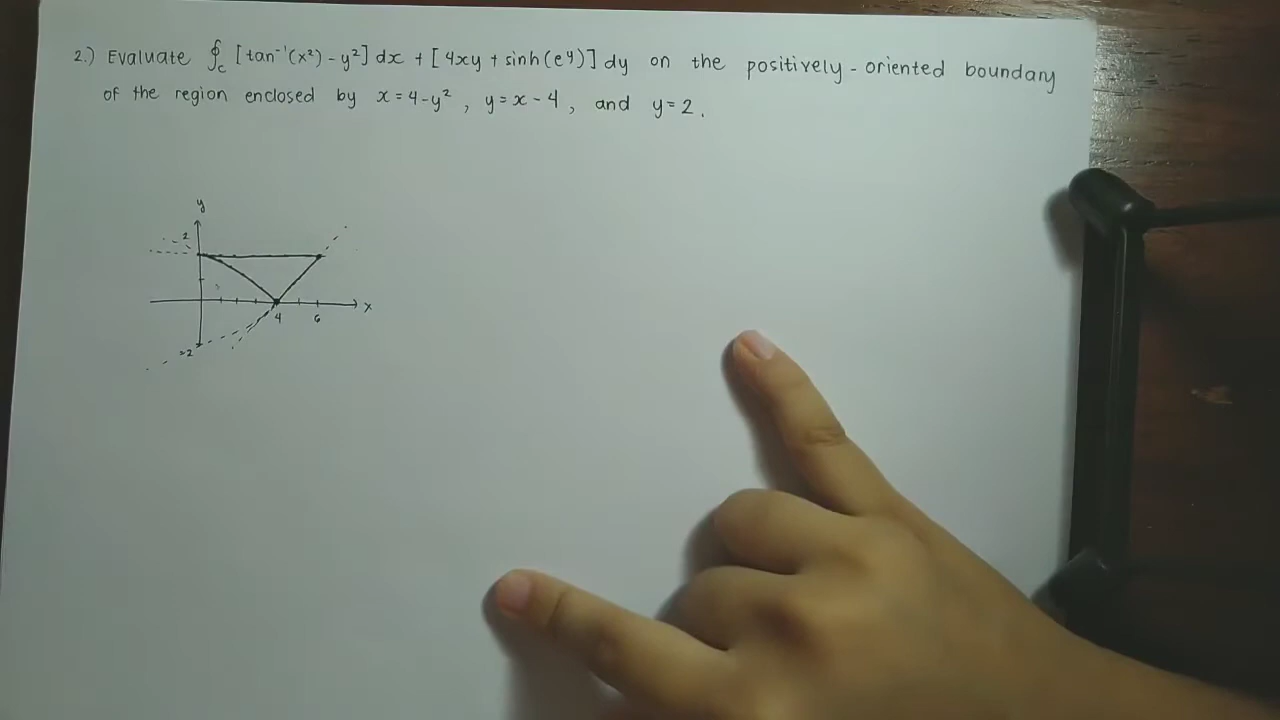 2.) Evaluate ∮_C [tan⁻¹(x²) - y²] dx + [4xy + sinh(e^y)] dy on the positively-oriented boundary
of the region enclosed by x = 4 - y², y = x - 4, and y = 2.
y
2
4 6 x
-2